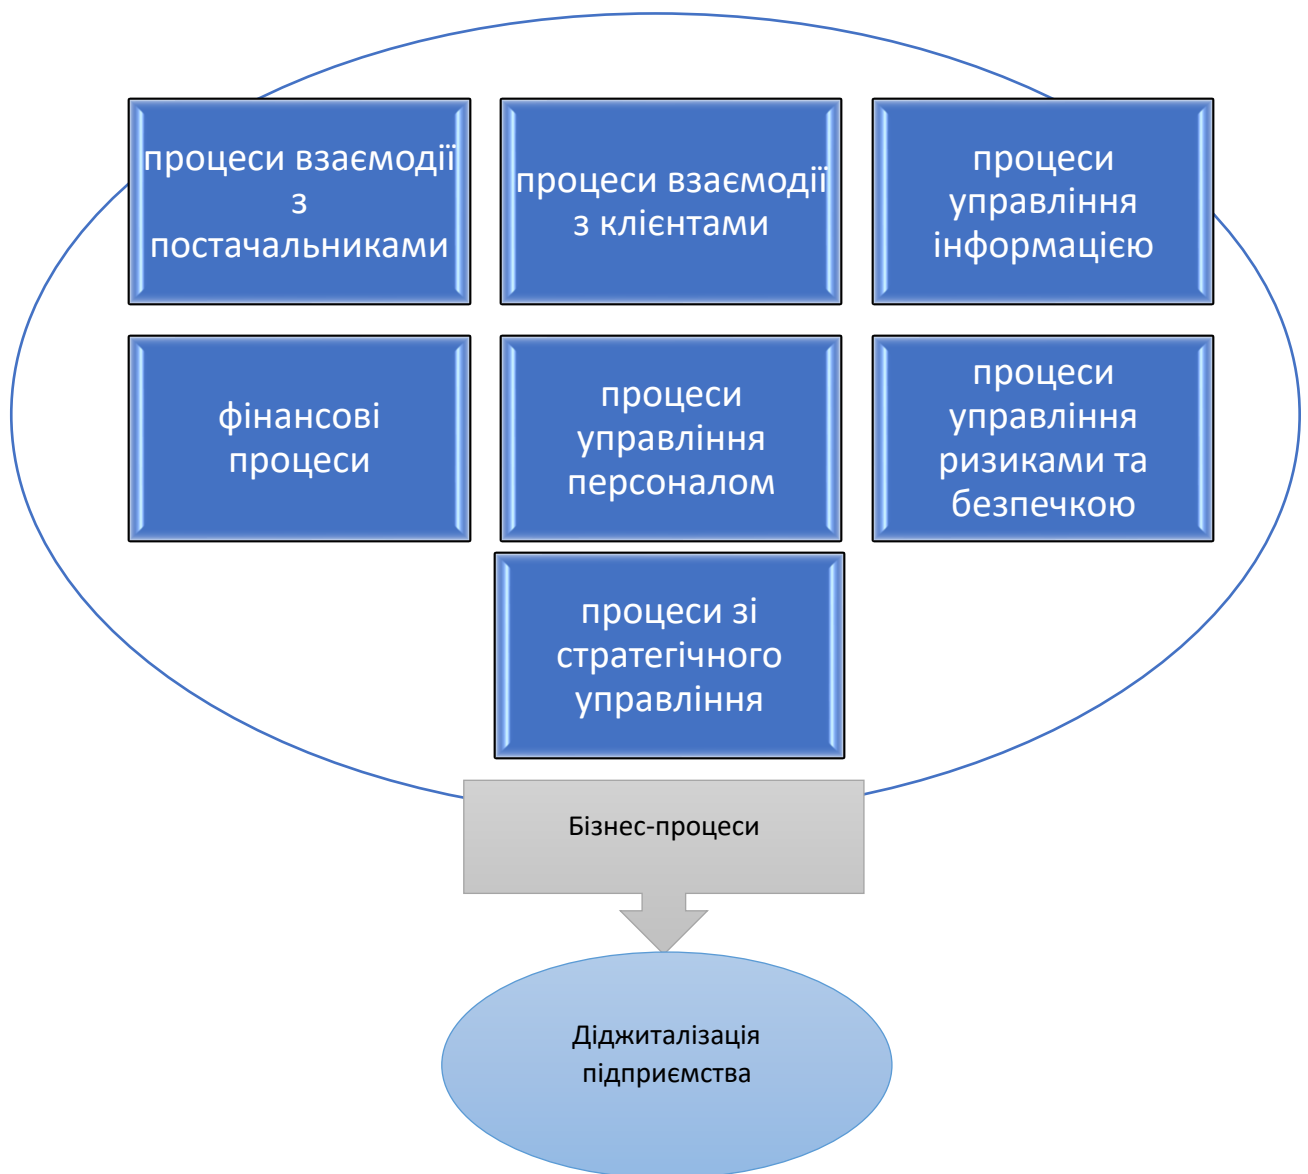 процеси взаємодії
з
постачальниками
процеси взаємодії
з клієнтами
процеси
управління
інформацією
фінансові
процеси
процеси
управління
персоналом
процеси
управління
ризиками та
безпечкою
процеси зі
стратегічного
управління
Бізнес-процеси
Діджиталізація
підприємства